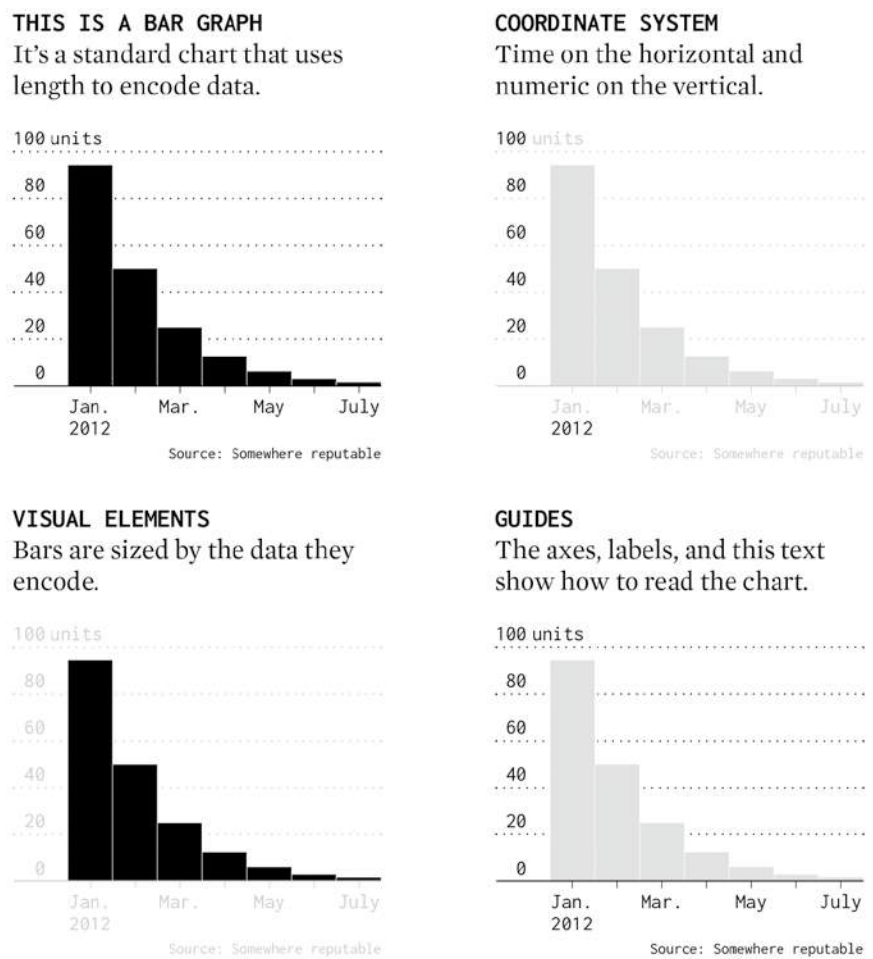 THIS IS A BAR GRAPH
It’s a standard chart that uses
length to encode data.
100 units
80
60
40
20
0
Jan. Mar. May July
2012
Source: Somewhere reputable
COORDINATE SYSTEM
Time on the horizontal and
numeric on the vertical.
100 units
80
60
40
20
0
Jan. Mar. May July
2012
Source: Somewhere reputable
VISUAL ELEMENTS
Bars are sized by the data they
encode.
100 units
80
60
40
20
0
Jan. Mar. May July
2012
Source: Somewhere reputable
GUIDES
The axes, labels, and this text
show how to read the chart.
100 units
80
60
40
20
0
Jan. Mar. May July
2012
Source: Somewhere reputable